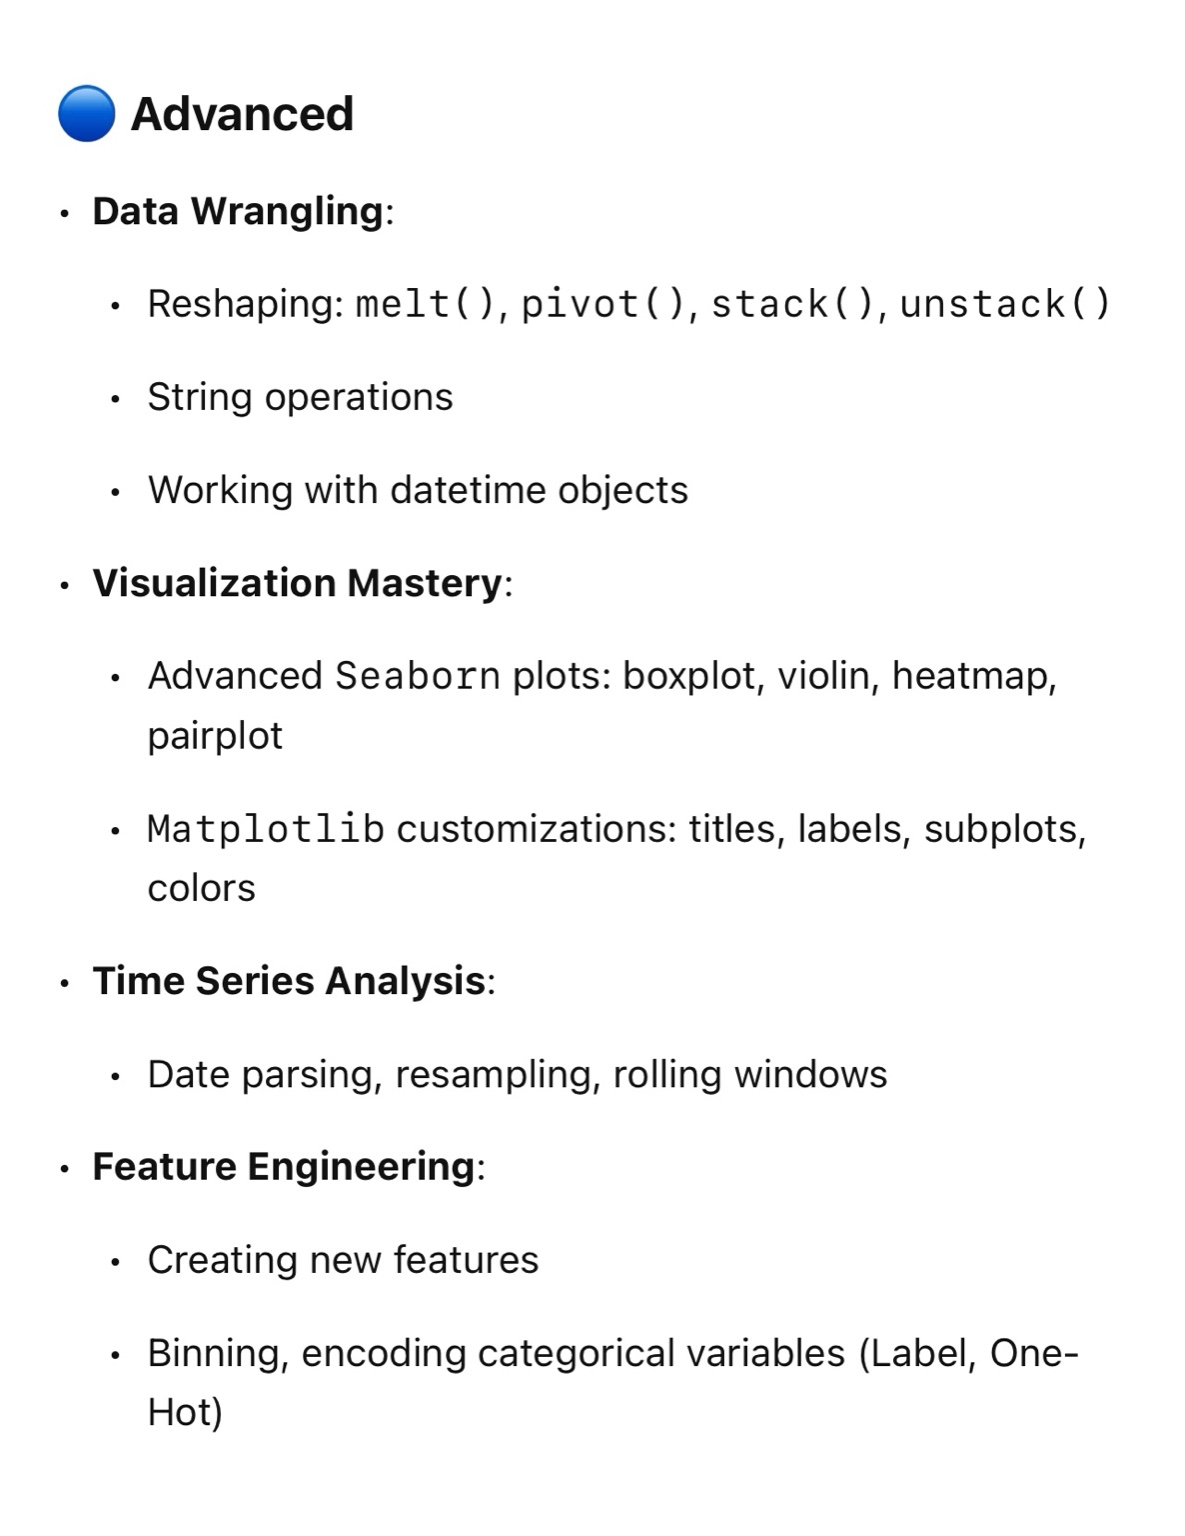 🔵 Advanced
• Data Wrangling:
• Reshaping: melt(), pivot(), stack(), unstack()
• String operations
• Working with datetime objects
• Visualization Mastery:
• Advanced Seaborn plots: boxplot, violin, heatmap,
pairplot
• Matplotlib customizations: titles, labels, subplots,
colors
• Time Series Analysis:
• Date parsing, resampling, rolling windows
• Feature Engineering:
• Creating new features
• Binning, encoding categorical variables (Label, One-
Hot)